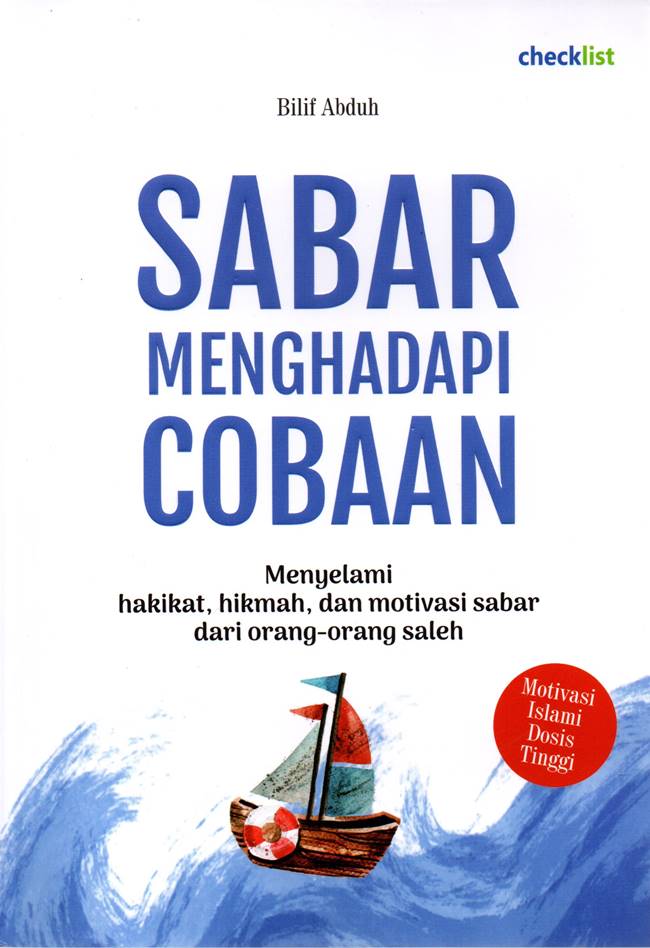 checklist
Bilif Abduh
SABAR
MENGHADAPI
COBAAN
Menyelami
hakikat, hikmah, dan motivasi sabar
dari orang-orang saleh
Motivasi
Islami
Dosis
Tinggi